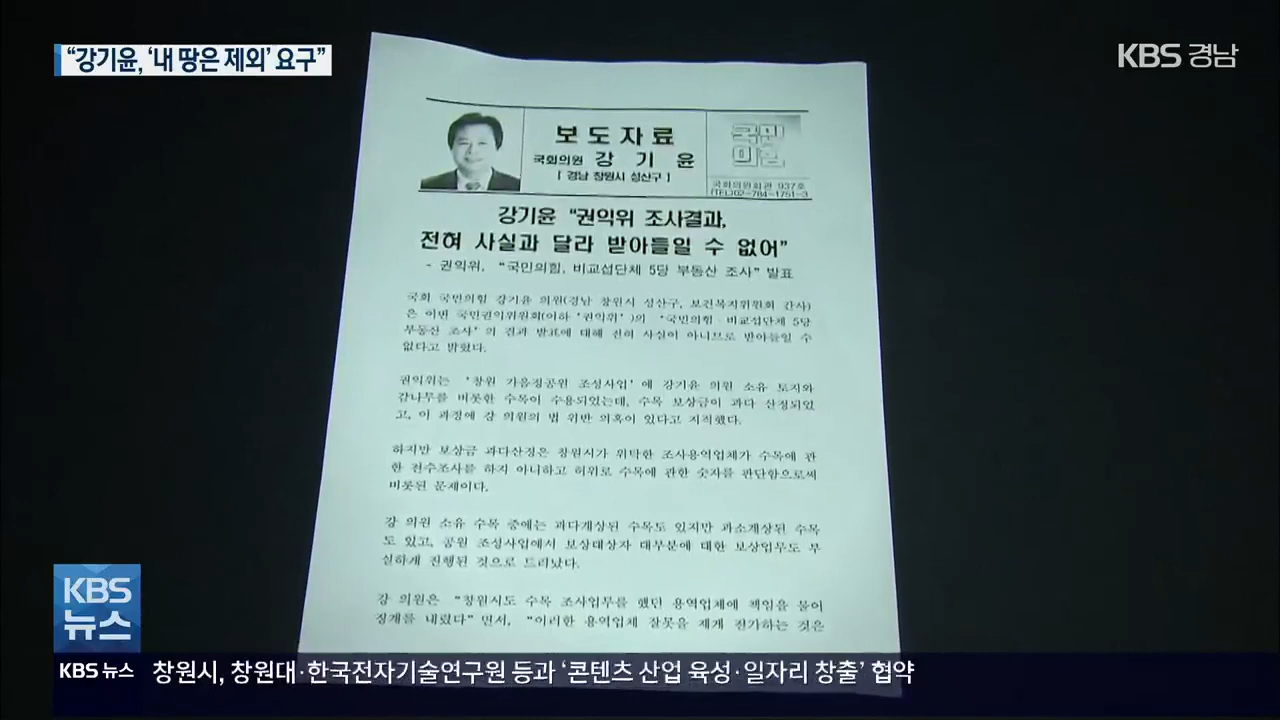 “강기윤, ‘내 땅은 제외’ 요구”
KBS 경남
보도자료
국회의원 강기윤
[ 경남 창원시 성산구 ]
국민의힘
국회의원회관 937호
(TEL)02-784-1751~3
강기윤 “권익위 조사결과,
전혀 사실과 달라 받아들일 수 없어”
- 권익위, “국민의힘, 비교섭단체 5당 부동산 조사” 발표
국회 국민의힘 강기윤 의원(경남 창원시 성산구, 보건복지위원회 간사)
은 이번 국민권익위원회(이하 ‘권익위’)의 ‘국민의힘·비교섭단체 5당
부동산 조사’의 결과 발표에 대해 전혀 사실이 아니므로 받아들일 수
없다고 밝혔다.
권익위는 ‘창원 가음정공원 조성사업’에 강기윤 의원 소유 토지와
감나무를 비롯한 수목이 수용되었는데, 수목 보상금이 과다 산정되었
고, 이 과정에 강 의원의 법 위반 의혹이 있다고 지적했다.
하지만 보상금 과다산정은 창원시가 위탁한 조사용역업체가 수목에 관
한 전수조사를 하지 아니하고 허위로 수목에 관한 숫자를 판단함으로써
비롯된 문제이다.
강 의원 소유 수목 중에는 과다계상된 수목도 있지만 과소계상된 수목
도 있고, 공원 조성사업에서 보상대상자 대부분에 대한 보상업무도 부
실하게 진행된 것으로 드러났다.
강 의원은 “창원시도 수목 조사업무를 했던 용역업체에 책임을 물어
징계를 내렸다”면서, “이러한 용역업체 잘못을 제게 전가하는 것은
KBS
뉴스
KBS 뉴스 창원시, 창원대·한국전자기술연구원 등과 ‘콘텐츠 산업 육성·일자리 창출’ 협약